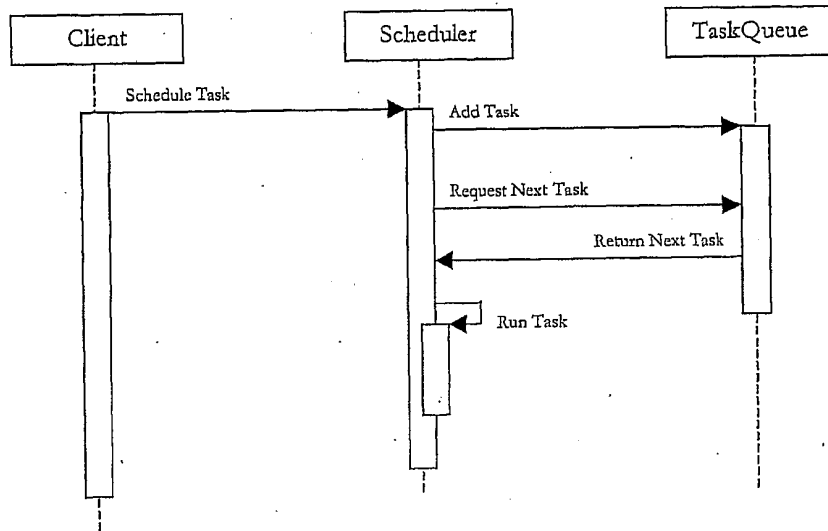 Client
Scheduler
TaskQueue
Schedule Task
Add Task
Request Next Task
Return Next Task
Run Task